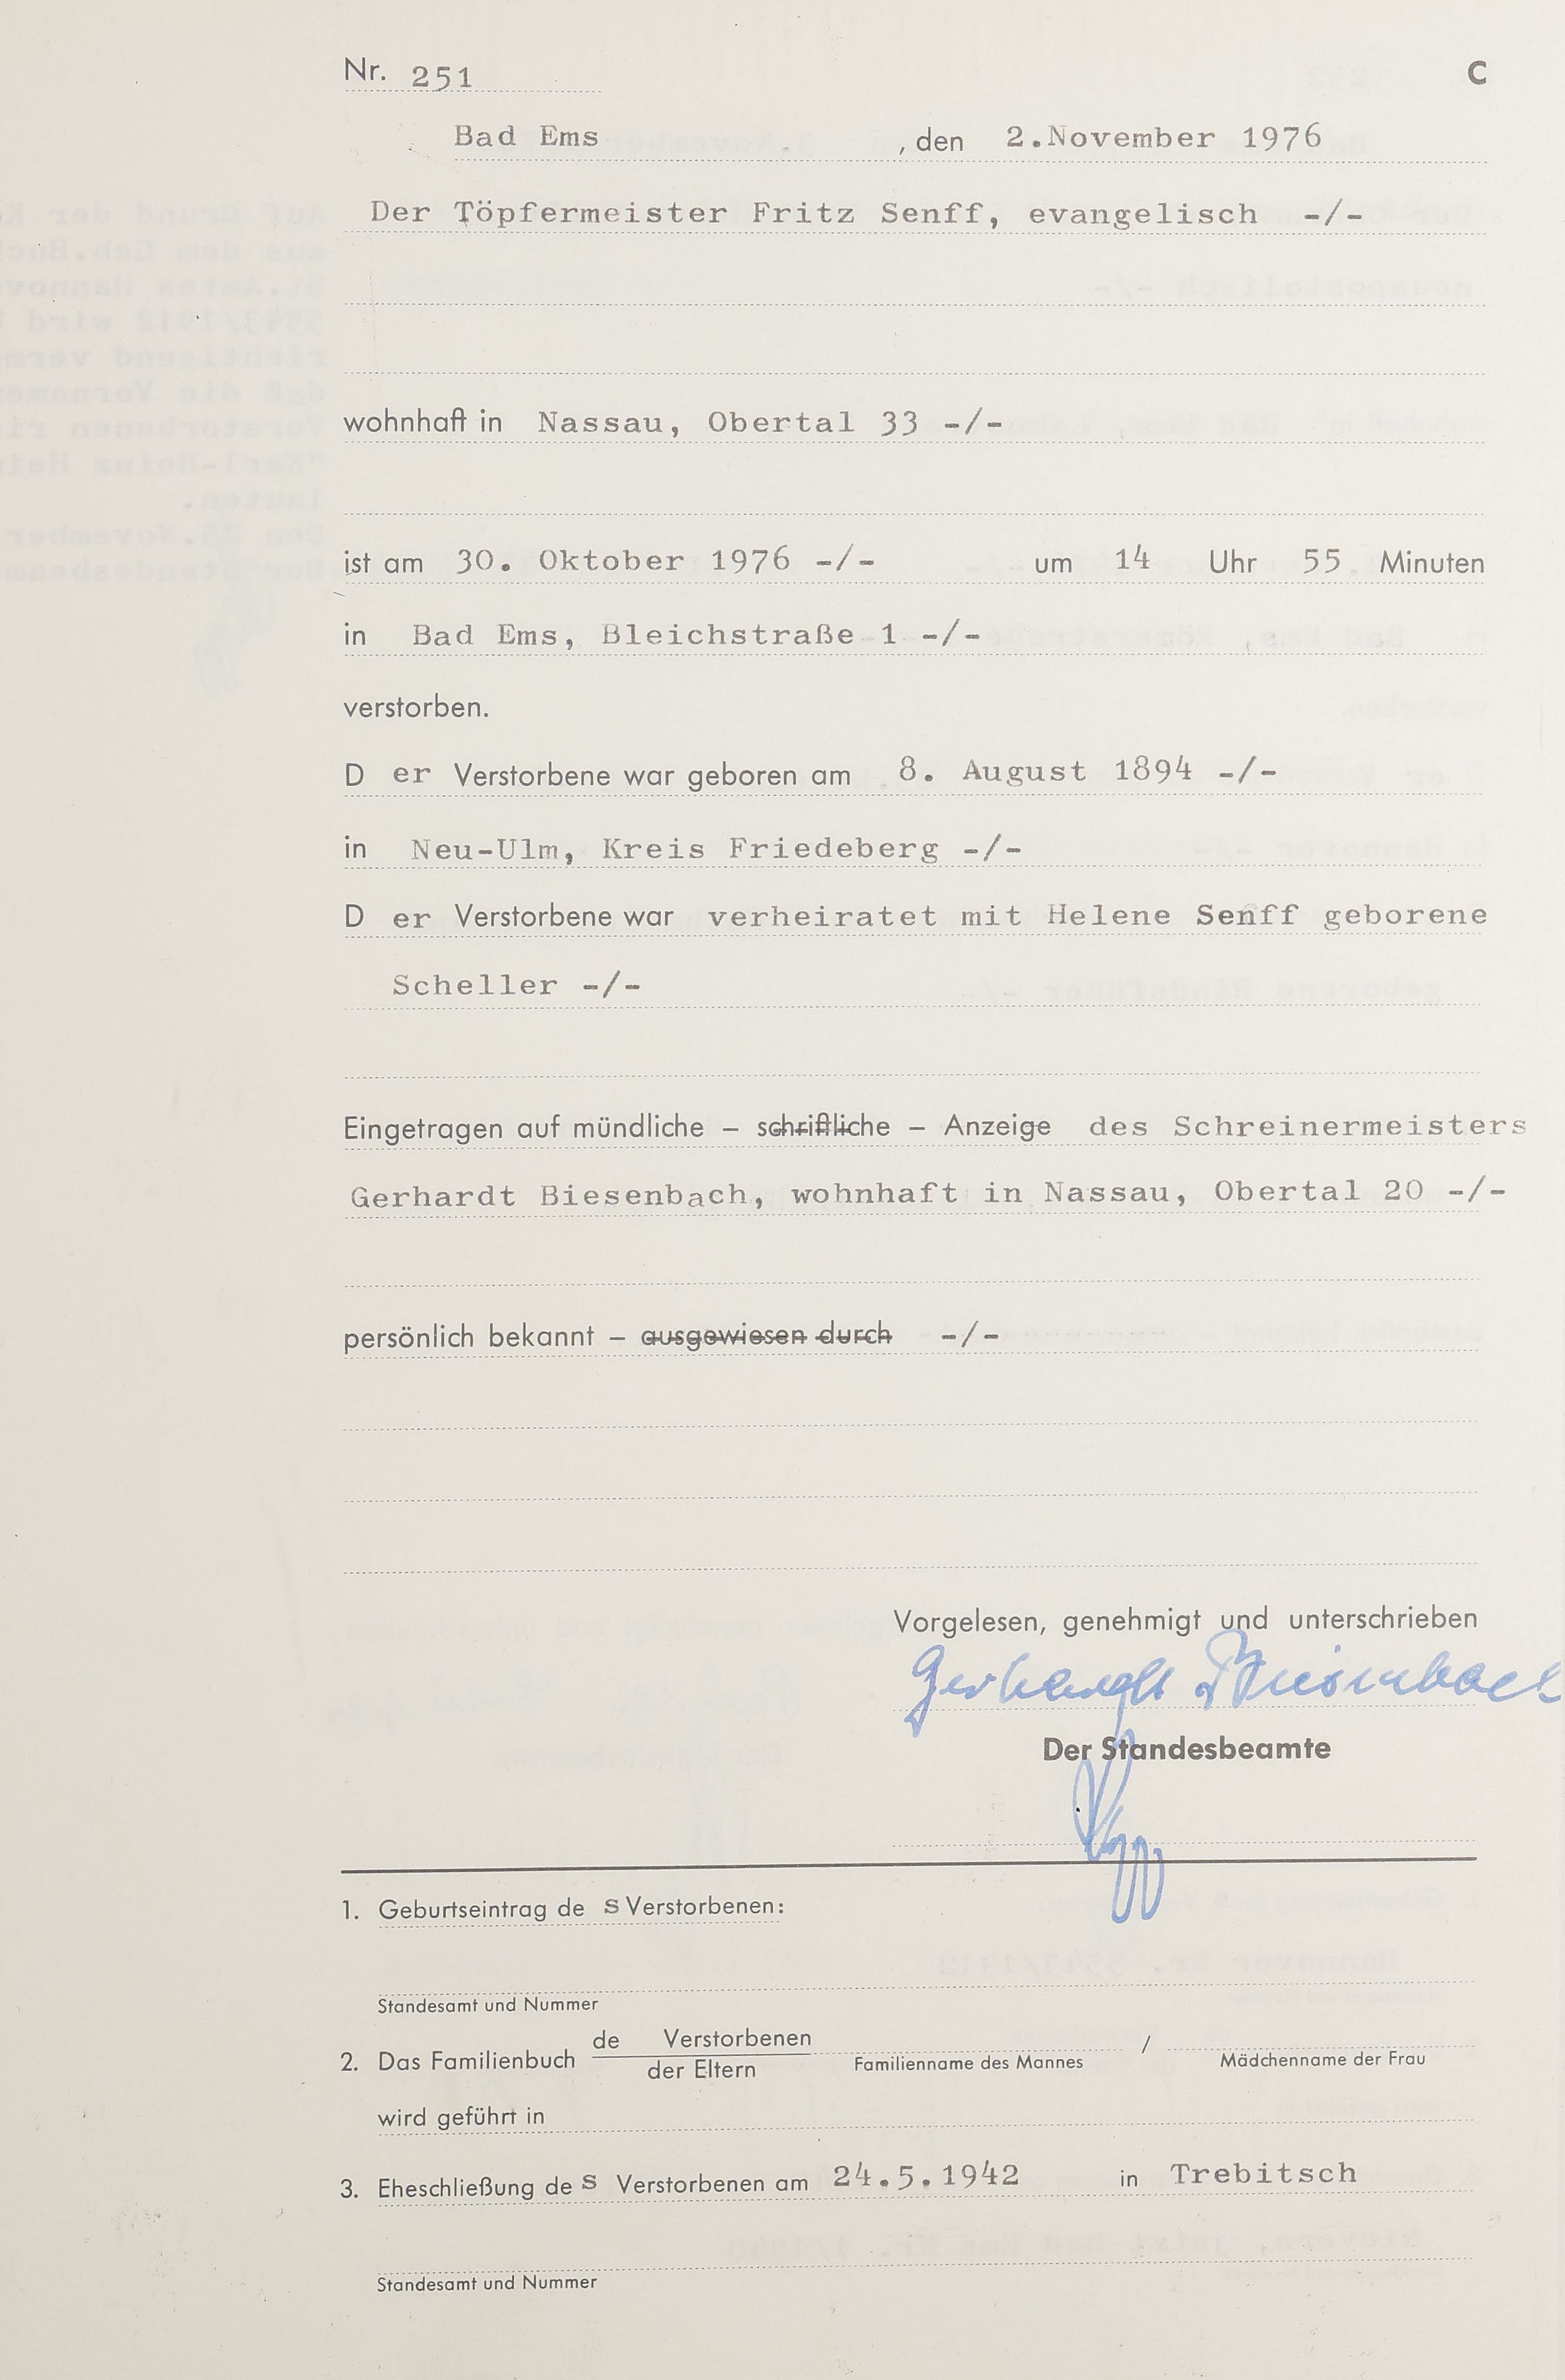 Nr. 251 C
Bad Ems , den 2.November 1976
Der Töpfermeister Fritz Senff, evangelisch -/-
wohnhaft in Nassau, Obertal 33 -/-
ist am 30. Oktober 1976 -/- um 14 Uhr 55 Minuten
in Bad Ems, Bleichstraße 1 -/-
verstorben.
D er Verstorbene war geboren am 8. August 1894 -/-
in Neu-Ulm, Kreis Friedeberg -/-
D er Verstorbene war verheiratet mit Helene Senff geborene
Scheller -/-
Eingetragen auf mündliche – schriftliche – Anzeige des Schreinermeisters
Gerhardt Biesenbach, wohnhaft in Nassau, Obertal 20 -/-
persönlich bekannt – ausgewiesen durch -/-
Vorgelesen, genehmigt und unterschrieben
Gerhardt Biesenbach
Der Standesbeamte
1. Geburtseintrag de s Verstorbenen:
Standesamt und Nummer
2. Das Familienbuch de Verstorbenen / der Eltern Familienname des Mannes / Mädchenname der Frau
wird geführt in
3. Eheschließung de s Verstorbenen am 24.5.1942 in Trebitsch
Standesamt und Nummer